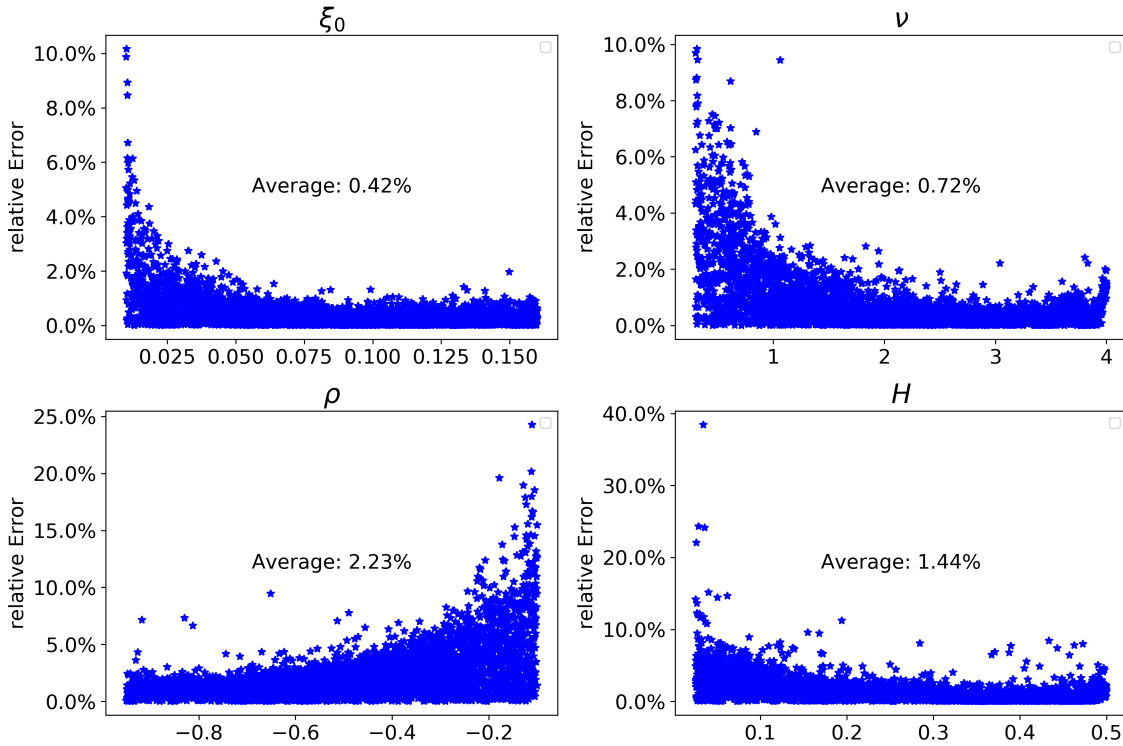 ξ₀
10.0%
8.0%
6.0%
4.0%
2.0%
0.0%
relative Error
Average: 0.42%
0.025 0.050 0.075 0.100 0.125 0.150
ν
10.0%
8.0%
6.0%
4.0%
2.0%
0.0%
relative Error
Average: 0.72%
1 2 3 4
ρ
25.0%
20.0%
15.0%
10.0%
5.0%
0.0%
relative Error
Average: 2.23%
−0.8 −0.6 −0.4 −0.2
H
40.0%
30.0%
20.0%
10.0%
0.0%
relative Error
Average: 1.44%
0.1 0.2 0.3 0.4 0.5